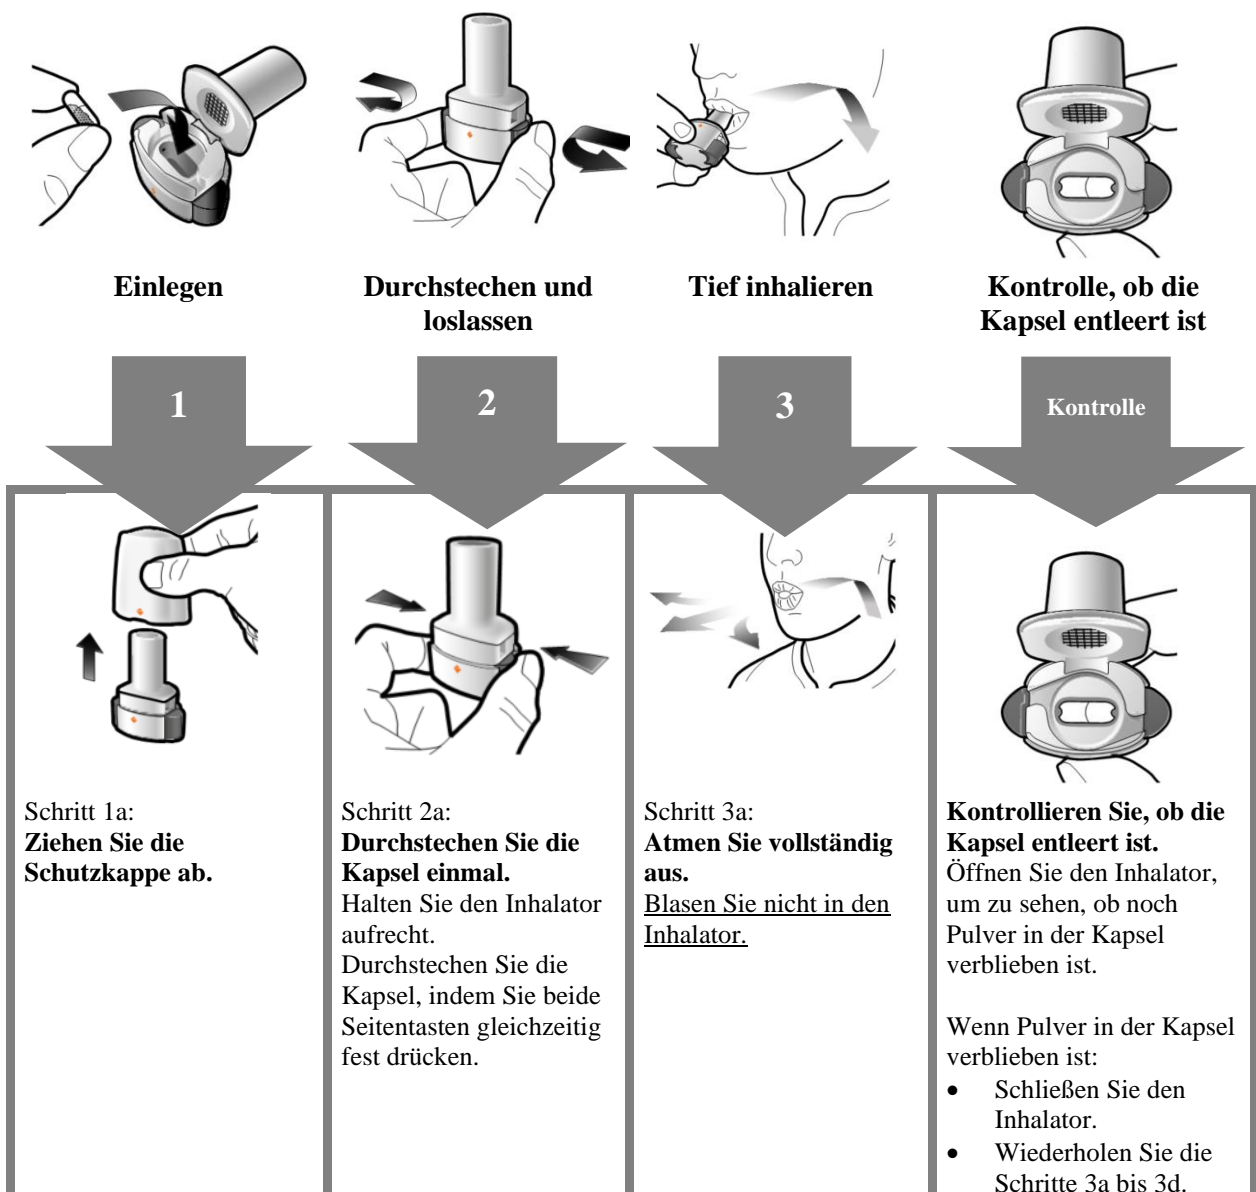 Einlegen
Durchstechen und
loslassen
Tief inhalieren
Kontrolle, ob die
Kapsel entleert ist
1
2
3
Kontrolle
Schritt 1a:
Ziehen Sie die
Schutzkappe ab.
Schritt 2a:
Durchstechen Sie die
Kapsel einmal.
Halten Sie den Inhalator
aufrecht.
Durchstechen Sie die
Kapsel, indem Sie beide
Seitentasten gleichzeitig
fest drücken.
Schritt 3a:
Atmen Sie vollständig
aus.
Blasen Sie nicht in den
Inhalator.
Kontrollieren Sie, ob die
Kapsel entleert ist.
Öffnen Sie den Inhalator,
um zu sehen, ob noch
Pulver in der Kapsel
verblieben ist.
Wenn Pulver in der Kapsel
verblieben ist:
• Schließen Sie den
Inhalator.
• Wiederholen Sie die
Schritte 3a bis 3d.